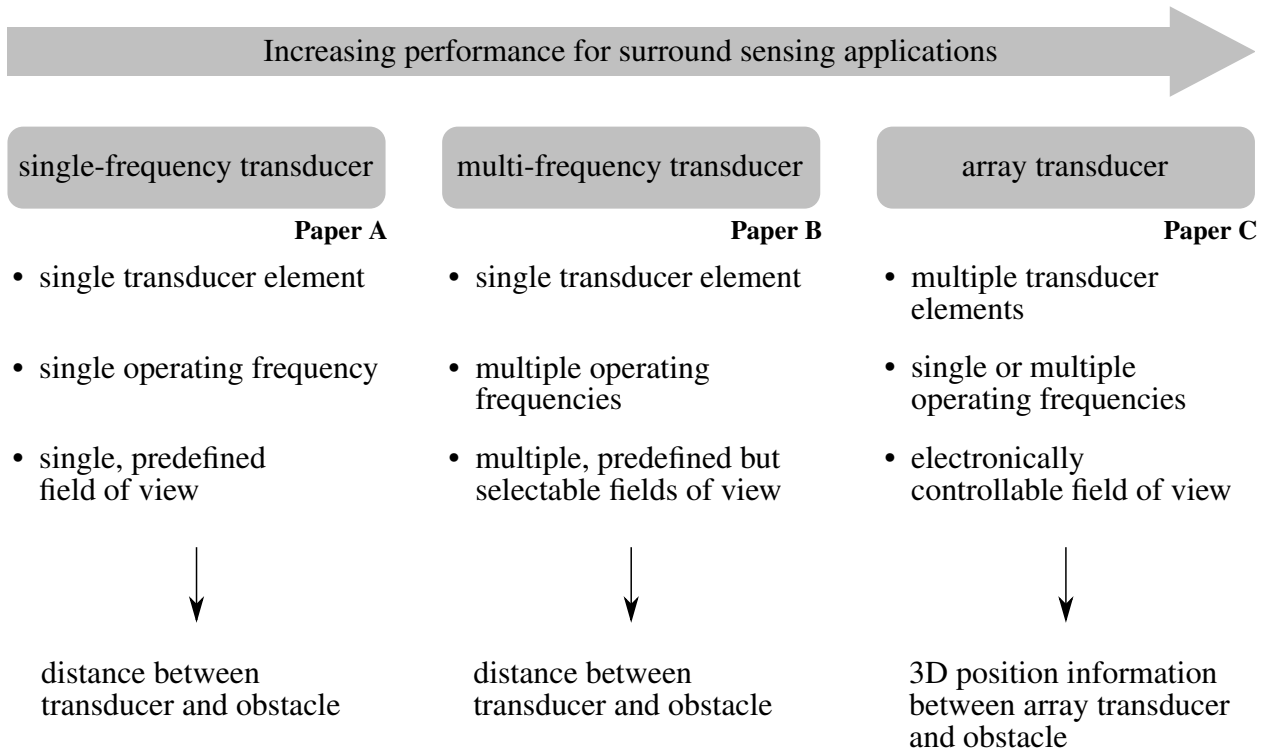 Increasing performance for surround sensing applications
single-frequency transducer
Paper A
• single transducer element
• single operating frequency
• single, predefined
field of view
distance between
transducer and obstacle
multi-frequency transducer
Paper B
• single transducer element
• multiple operating
frequencies
• multiple, predefined but
selectable fields of view
distance between
transducer and obstacle
array transducer
Paper C
• multiple transducer
elements
• single or multiple
operating frequencies
• electronically
controllable field of view
3D position information
between array transducer
and obstacle